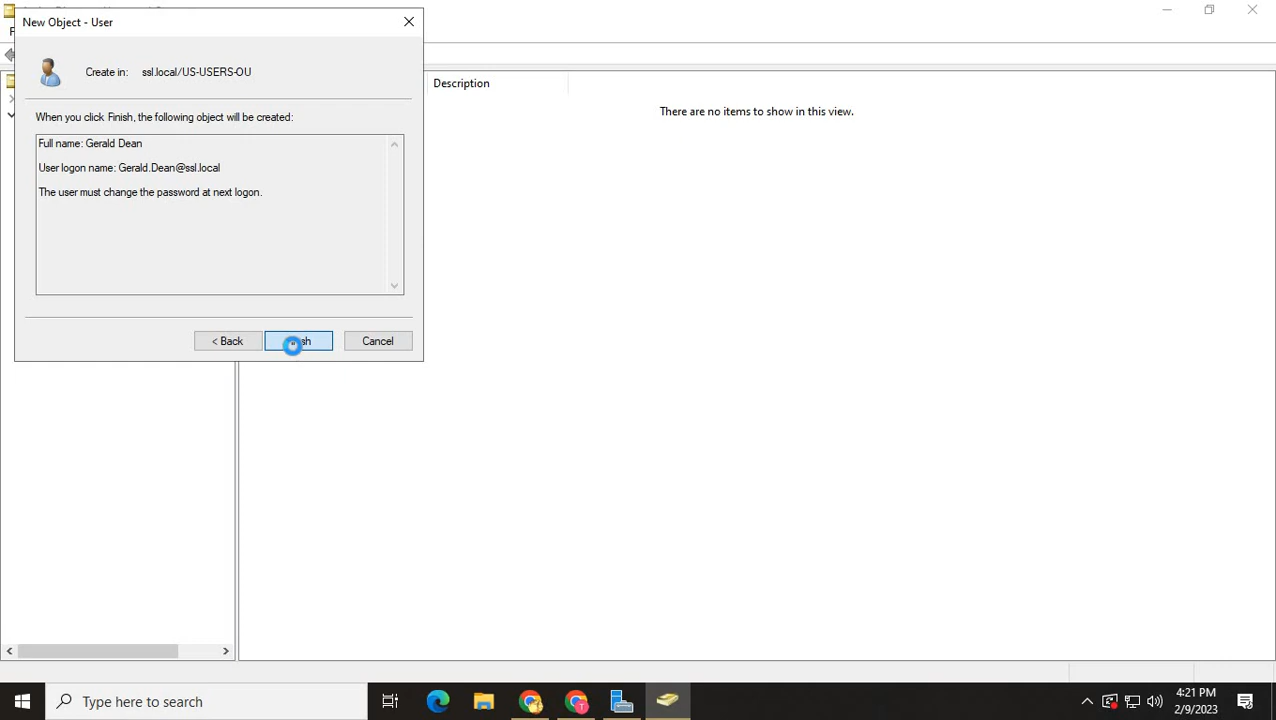 New Object - User
Create in: ssl.local/US-USERS-OU
Description
When you click Finish, the following object will be created:
There are no items to show in this view.
Full name: Gerald Dean
User logon name: Gerald.Dean@ssl.local
The user must change the password at next logon.
< Back
Cancel
Type here to search
4:21 PM
2/9/2023